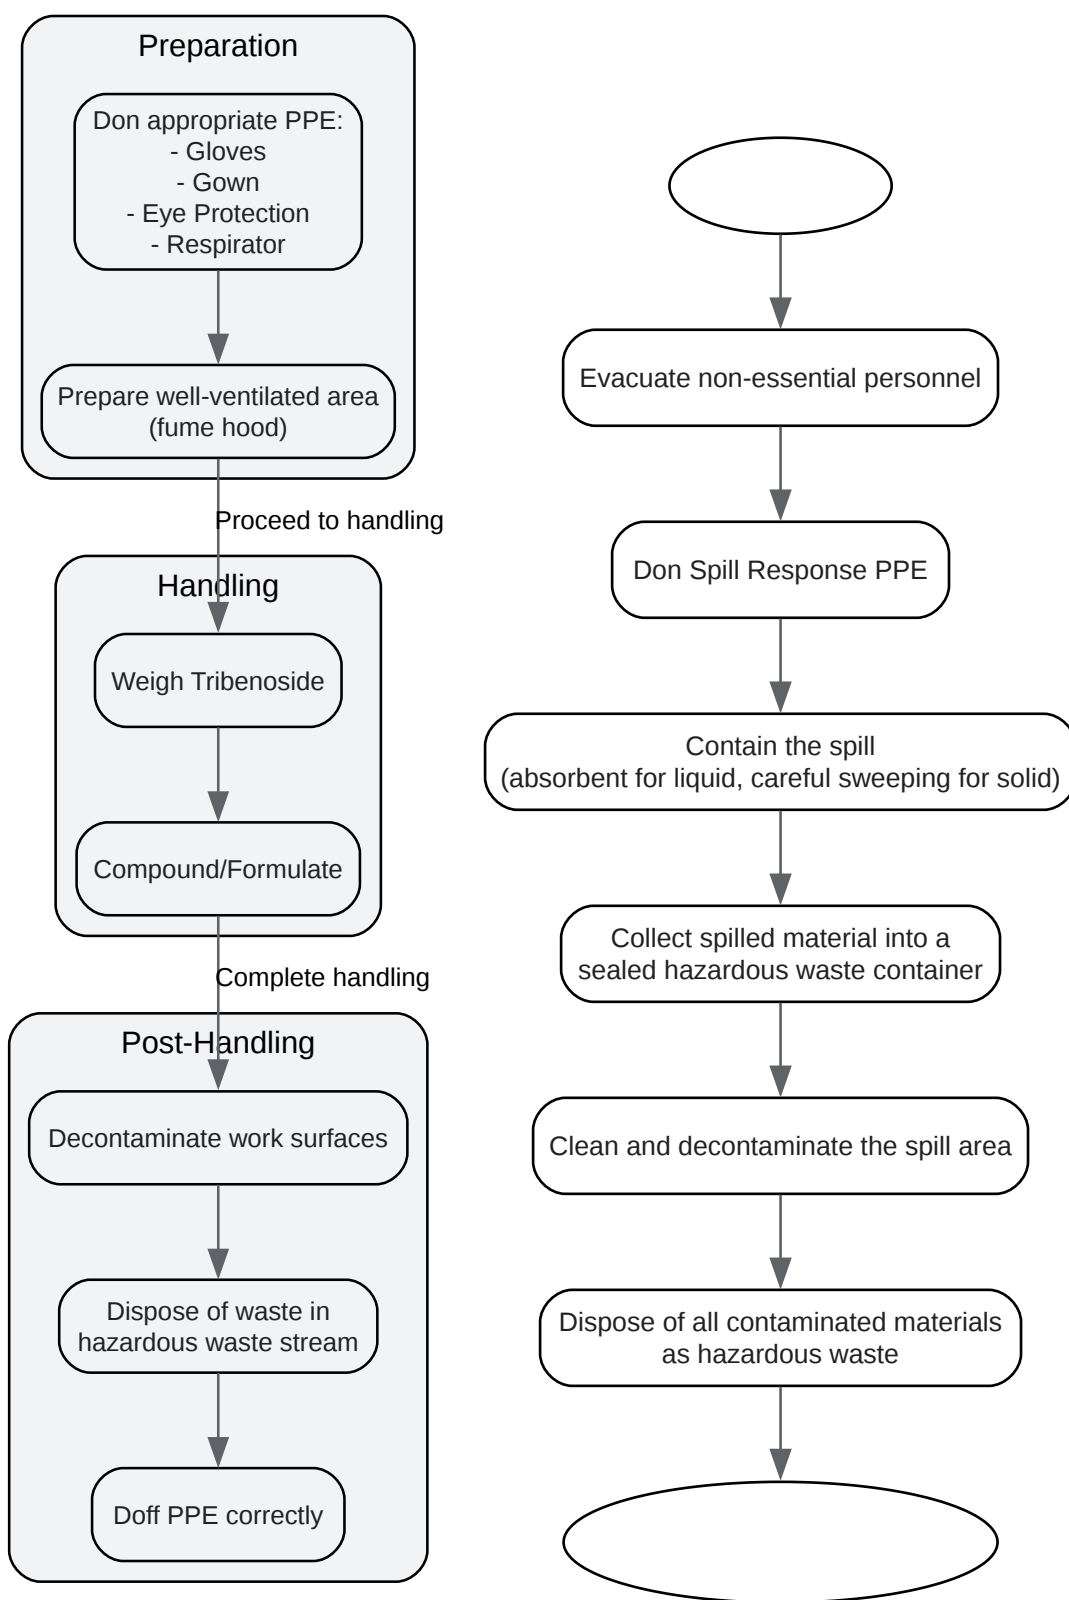 Preparation
Don appropriate PPE:
- Gloves
- Gown
- Eye Protection
- Respirator
Prepare well-ventilated area
(fume hood)
Proceed to handling
Handling
Weigh Tribenoside
Compound/Formulate
Complete handling
Post-Handling
Decontaminate work surfaces
Dispose of waste in
hazardous waste stream
Doff PPE correctly
Evacuate non-essential personnel
Don Spill Response PPE
Contain the spill
(absorbent for liquid, careful sweeping for solid)
Collect spilled material into a
sealed hazardous waste container
Clean and decontaminate the spill area
Dispose of all contaminated materials
as hazardous waste